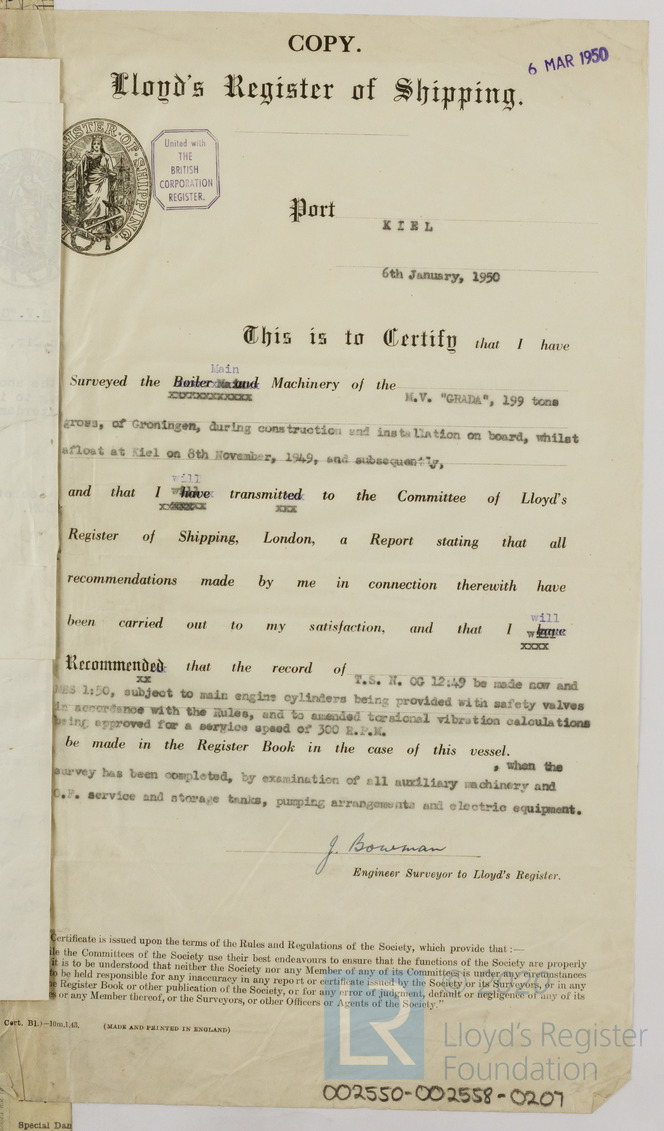 COPY.
6 MAR 1950
Lloyd's Register of Shipping.
REGISTER·OF·SHIPPING.
United with
THE
BRITISH
CORPORATION
REGISTER.
Port
KIEL
6th January, 1950
This is to Certify that I have
Main
Surveyed the Boiler and Machinery of the
xxxxxxxxxxxx
M.V. "GRADA", 199 tons
gross, of Groningen, during construction and installation on board, whilst
afloat at Kiel on 8th November, 1949, and subsequently,
will
and that I have transmitted to the Committee of Lloyd's
xxxxxxx xxx
Register of Shipping, London, a Report stating that all
recommendations made by me in connection therewith have
will
been carried out to my satisfaction, and that I have
xxxx
Recommended that the record of
xx
T.S. N. OG 12:49 be made now and
1:50, subject to main engine cylinders being provided with safety valves
in accordance with the Rules, and to amended torsional vibration calculations
being approved for a service speed of 300 R.P.M.
be made in the Register Book in the case of this vessel.
, when the
survey has been completed, by examination of all auxiliary machinery and
O.F. service and storage tanks, pumping arrangements and electric equipment.
J. Bowman
Engineer Surveyor to Lloyd's Register.
Certificate is issued upon the terms of the Rules and Regulations of the Society, which provide that :—
the Committees of the Society use their best endeavours to ensure that the functions of the Society are properly
it is to be understood that neither the Society nor any Member of any of its Committees is under any circumstances
to be held responsible for any inaccuracy in any report or certificate issued by the Society or its Surveyors, or in any
Register Book or other publication of the Society, or for any error of judgment, default or negligence of any of its
or any Member thereof, or the Surveyors, or other Officers or Agents of the Society."
Cert. B1.)—10m,1,43. (MADE AND PRINTED IN ENGLAND)
LR
Lloyd's Register
Foundation
002550-002558-0207
Special Dam